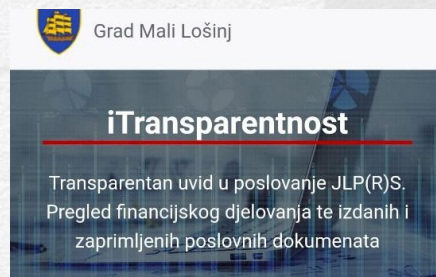 Grad Mali Lošinj
iTransparentnost
Transparentan uvid u poslovanje JLP(R)S.
Pregled financijskog djelovanja te izdanih i
zaprimljenih poslovnih dokumenata